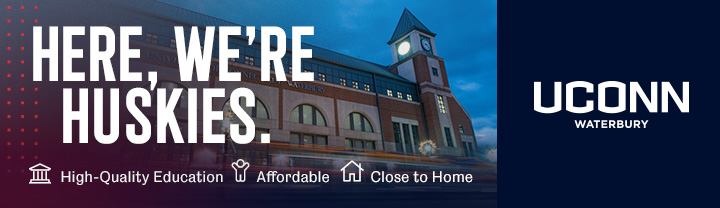 HERE, WE'RE
HUSKIES.
High-Quality Education
Affordable
Close to Home
UCONN
WATERBURY